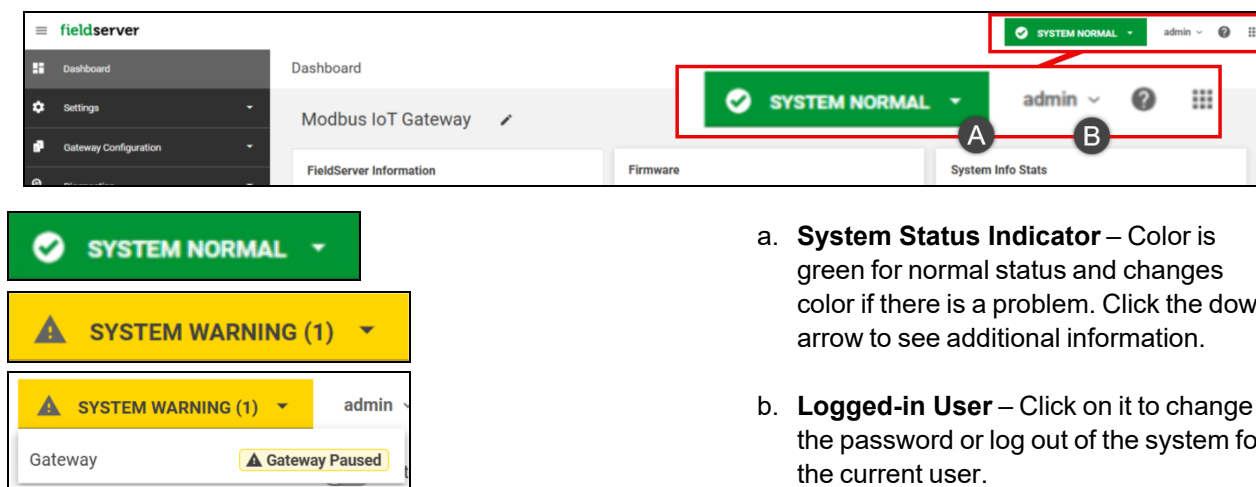 fieldserver
SYSTEM NORMAL
admin
Dashboard
Dashboard
SYSTEM NORMAL
admin
Settings
A
B
Modbus IoT Gateway
Gateway Configuration
FieldServer Information
Firmware
System Info Stats
SYSTEM NORMAL
SYSTEM WARNING (1)
SYSTEM WARNING (1)
admin
Gateway
Gateway Paused
a. System Status Indicator – Color is
green for normal status and changes
color if there is a problem. Click the dow
arrow to see additional information.
b. Logged-in User – Click on it to change
the password or log out of the system fo
the current user.